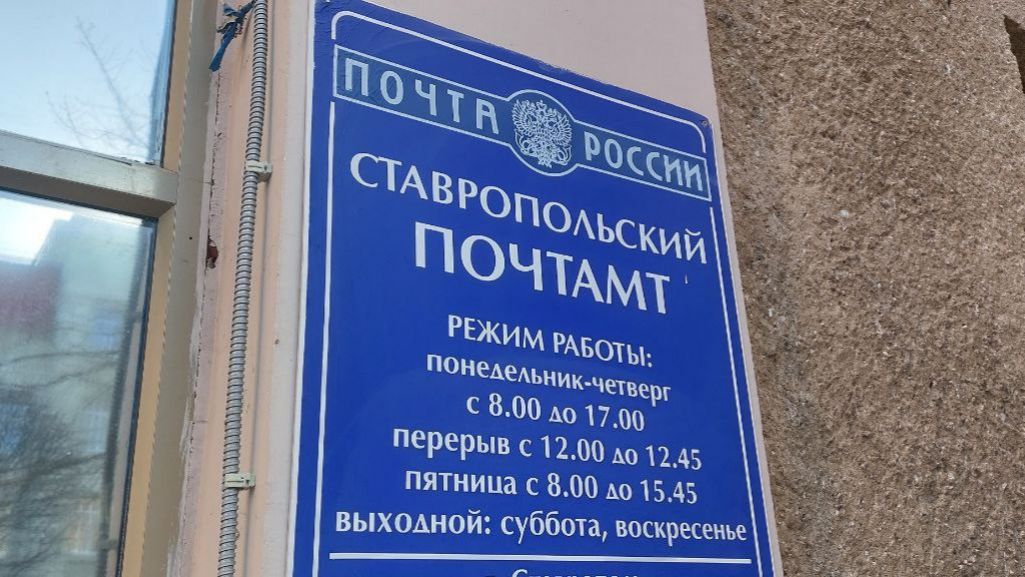 ПОЧТА РОССИИ
СТАВРОПОЛЬСКИЙ
ПОЧТАМТ
РЕЖИМ РАБОТЫ:
понедельник-четверг
с 8.00 до 17.00
перерыв с 12.00 до 12.45
пятница с 8.00 до 15.45
выходной: суббота, воскресенье